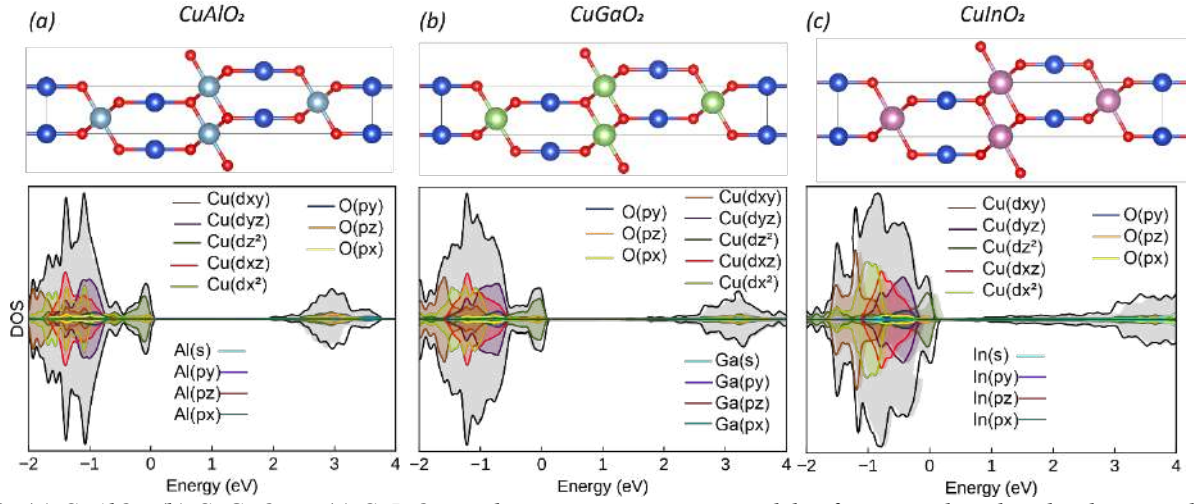 (a) CuAlO₂
(b) CuGaO₂
(c) CuInO₂
Cu(dxy)
Cu(dyz)
Cu(dz²)
Cu(dxz)
Cu(dx²)
O(py)
O(pz)
O(px)
Al(s)
Al(py)
Al(pz)
Al(px)
DOS
-2 -1 0 1 2 3 4
Energy (eV)
O(py)
O(pz)
O(px)
Cu(dxy)
Cu(dyz)
Cu(dz²)
Cu(dxz)
Cu(dx²)
Ga(s)
Ga(py)
Ga(pz)
Ga(px)
-2 -1 0 1 2 3 4
Energy (eV)
Cu(dxy)
Cu(dyz)
Cu(dz²)
Cu(dxz)
Cu(dx²)
O(py)
O(pz)
O(px)
In(s)
In(py)
In(pz)
In(px)
-2 -1 0 1 2 3 4
Energy (eV)